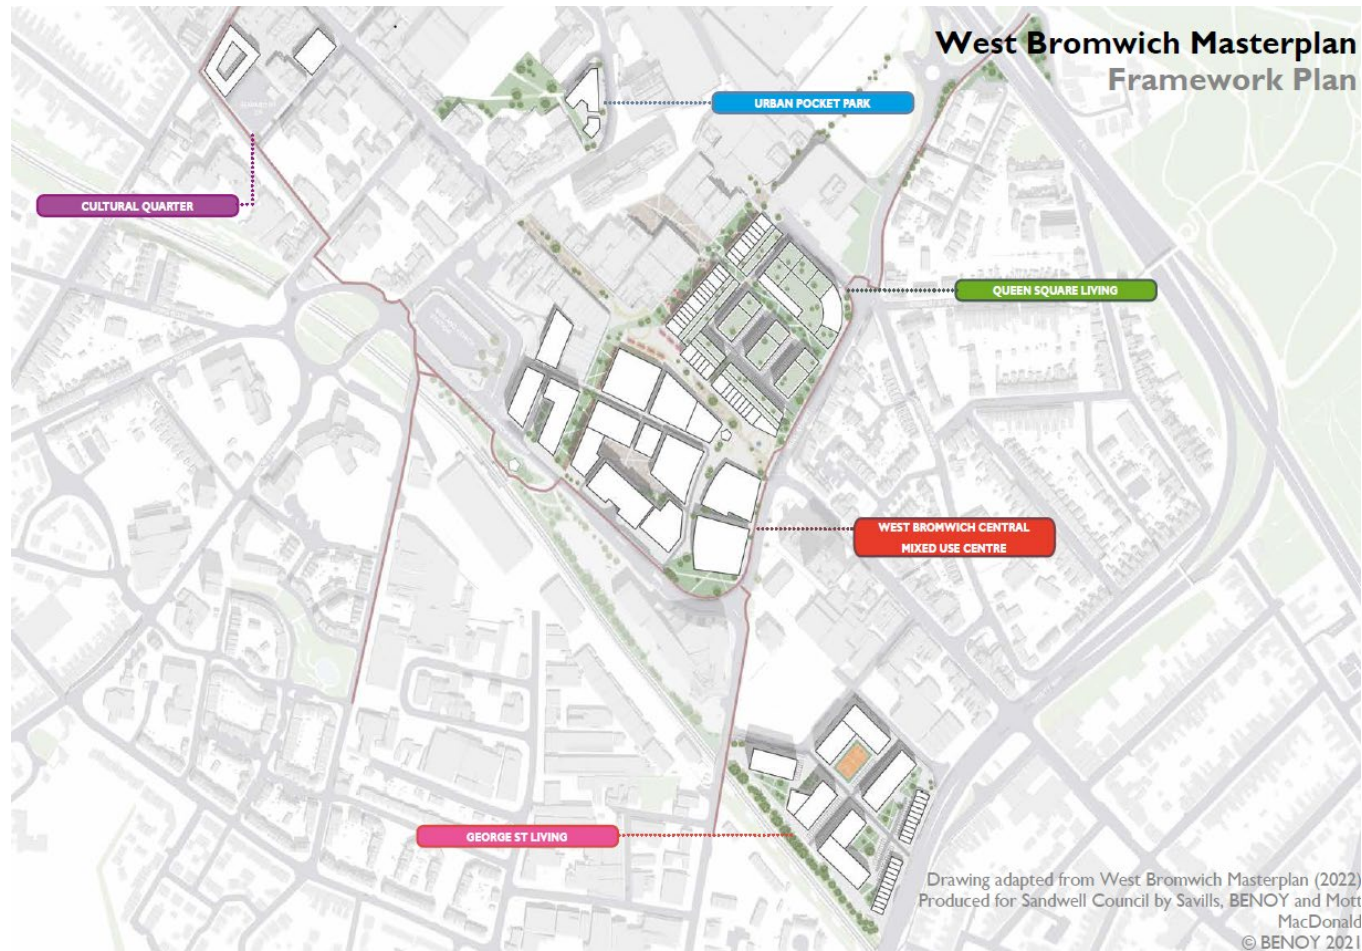 West Bromwich Masterplan
Framework Plan
URBAN POCKET PARK
CULTURAL QUARTER
QUEEN SQUARE LIVING
WEST BROMWICH CENTRAL
MIXED USE CENTRE
GEORGE ST LIVING
Drawing adapted from West Bromwich Masterplan (2022)
Produced for Sandwell Council by Savills, BENOY and Mott
MacDonald
© BENOY 2021